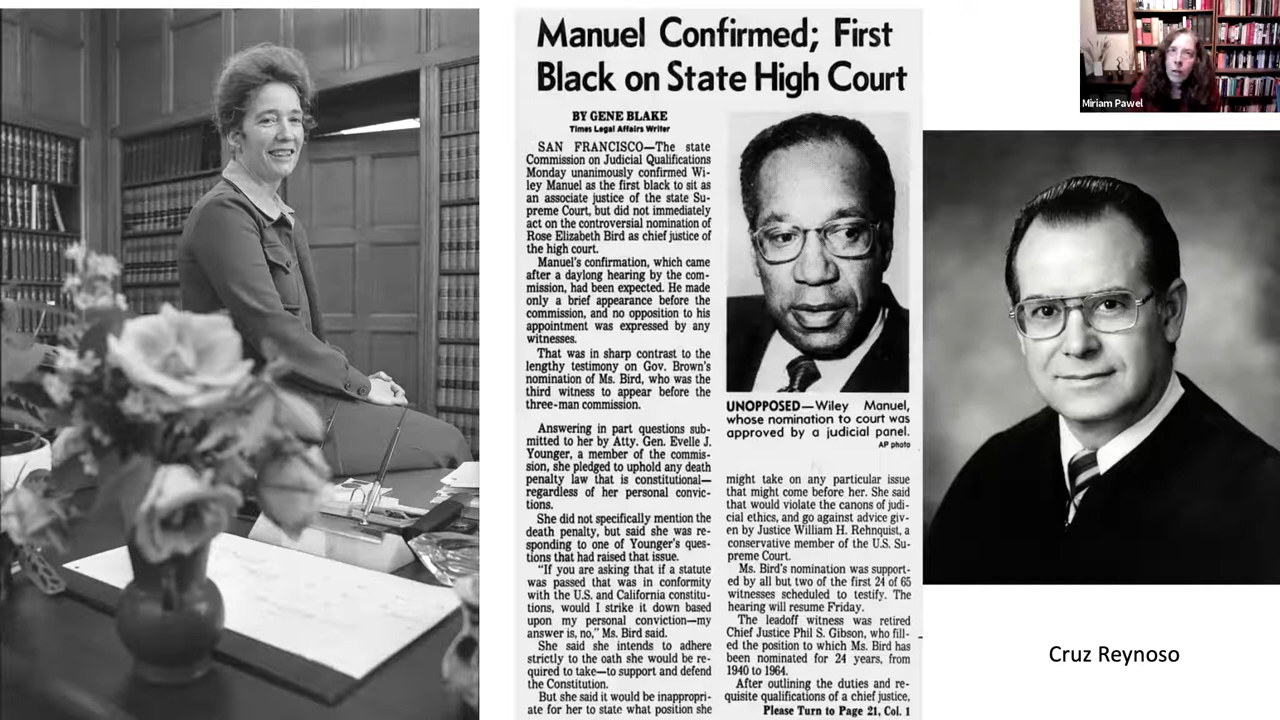 Manuel Confirmed; First
Black on State High Court
BY GENE BLAKE
Times Legal Affairs Writer
SAN FRANCISCO—The state
Commission on Judicial Qualifications
Monday unanimously confirmed Wi-
ley Manuel as the first black to sit as
an associate justice of the state Su-
preme Court, but did not immediately
act on the controversial nomination of
Rose Elizabeth Bird as chief justice of
the high court.
Manuel's confirmation, which came
after a daylong hearing by the com-
mission, had been expected. He made
only a brief appearance before the
commission, and no opposition to his
appointment was expressed by any
witnesses.
That was in sharp contrast to the
lengthy testimony on Gov. Brown's
nomination of Ms. Bird, who was the
third witness to appear before the
three-man commission.
Answering in part questions sub-
mitted to her by Atty. Gen. Evelle J.
Younger, a member of the commis-
sion, she pledged to uphold any death
penalty law that is constitutional—
regardless of her personal convic-
tions.
She did not specifically mention the
death penalty, but said she was re-
sponding to one of Younger's ques-
tions that had raised that issue.
"If you are asking that if a statute
was passed that was in conformity
with the U.S. and California constitu-
tions, would I strike it down based
upon my personal conviction—my
answer is, no," Ms. Bird said.
She said she intends to adhere
strictly to the oath she would be re-
quired to take—to support and defend
the Constitution.
But she said it would be inappropri-
ate for her to state what position she
UNOPPOSED—Wiley Manuel,
whose nomination to court was
approved by a judicial panel.
AP photo
might take on any particular issue
that might come before her. She said
that would violate the canons of judi-
cial ethics, and go against advice giv-
en by Justice William H. Rehnquist, a
conservative member of the U.S. Su-
preme Court.
Ms. Bird's nomination was support-
ed by all but two of the first 24 of 65
witnesses scheduled to testify. The
hearing will resume Friday.
The leadoff witness was retired
Chief Justice Phil S. Gibson, who fill-
ed the position to which Ms. Bird has
been nominated for 24 years, from
1940 to 1964.
After outlining the duties and re-
quisite qualifications of a chief justice,
Please Turn to Page 21, Col. 1
Miriam Pawel
Cruz Reynoso